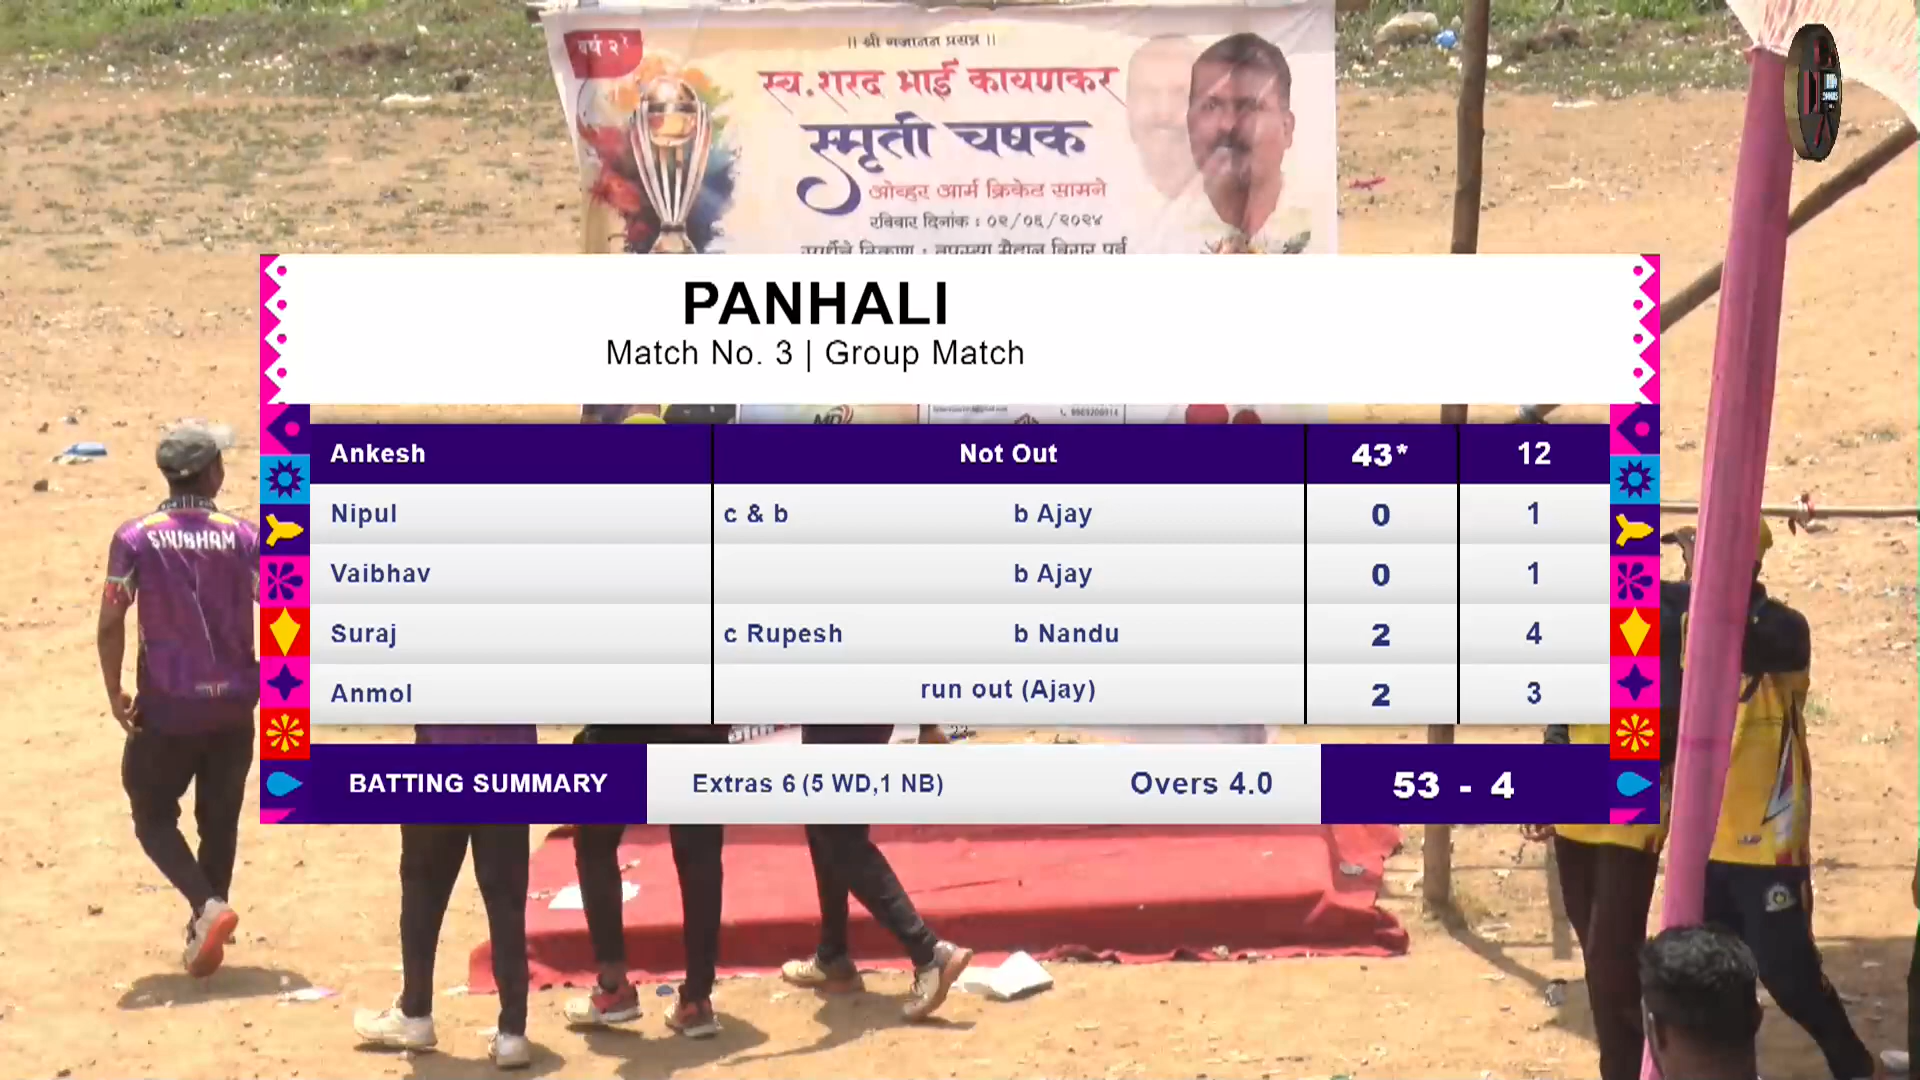 वर्ष २ रे
|| श्री गजानन प्रसन्न ||
स्व. शरद भाई कायणकर
स्मृती चषक
ओव्हर आर्म क्रिकेट सामने
रविवार दिनांक : ०२/०६/२०२४
PANHALI
Match No. 3 | Group Match
Ankesh Not Out 43* 12
Nipul c & b b Ajay 0 1
Vaibhav b Ajay 0 1
Suraj c Rupesh b Nandu 2 4
Anmol run out (Ajay) 2 3
BATTING SUMMARY Extras 6 (5 WD,1 NB) Overs 4.0 53 - 4
SHUBHAM